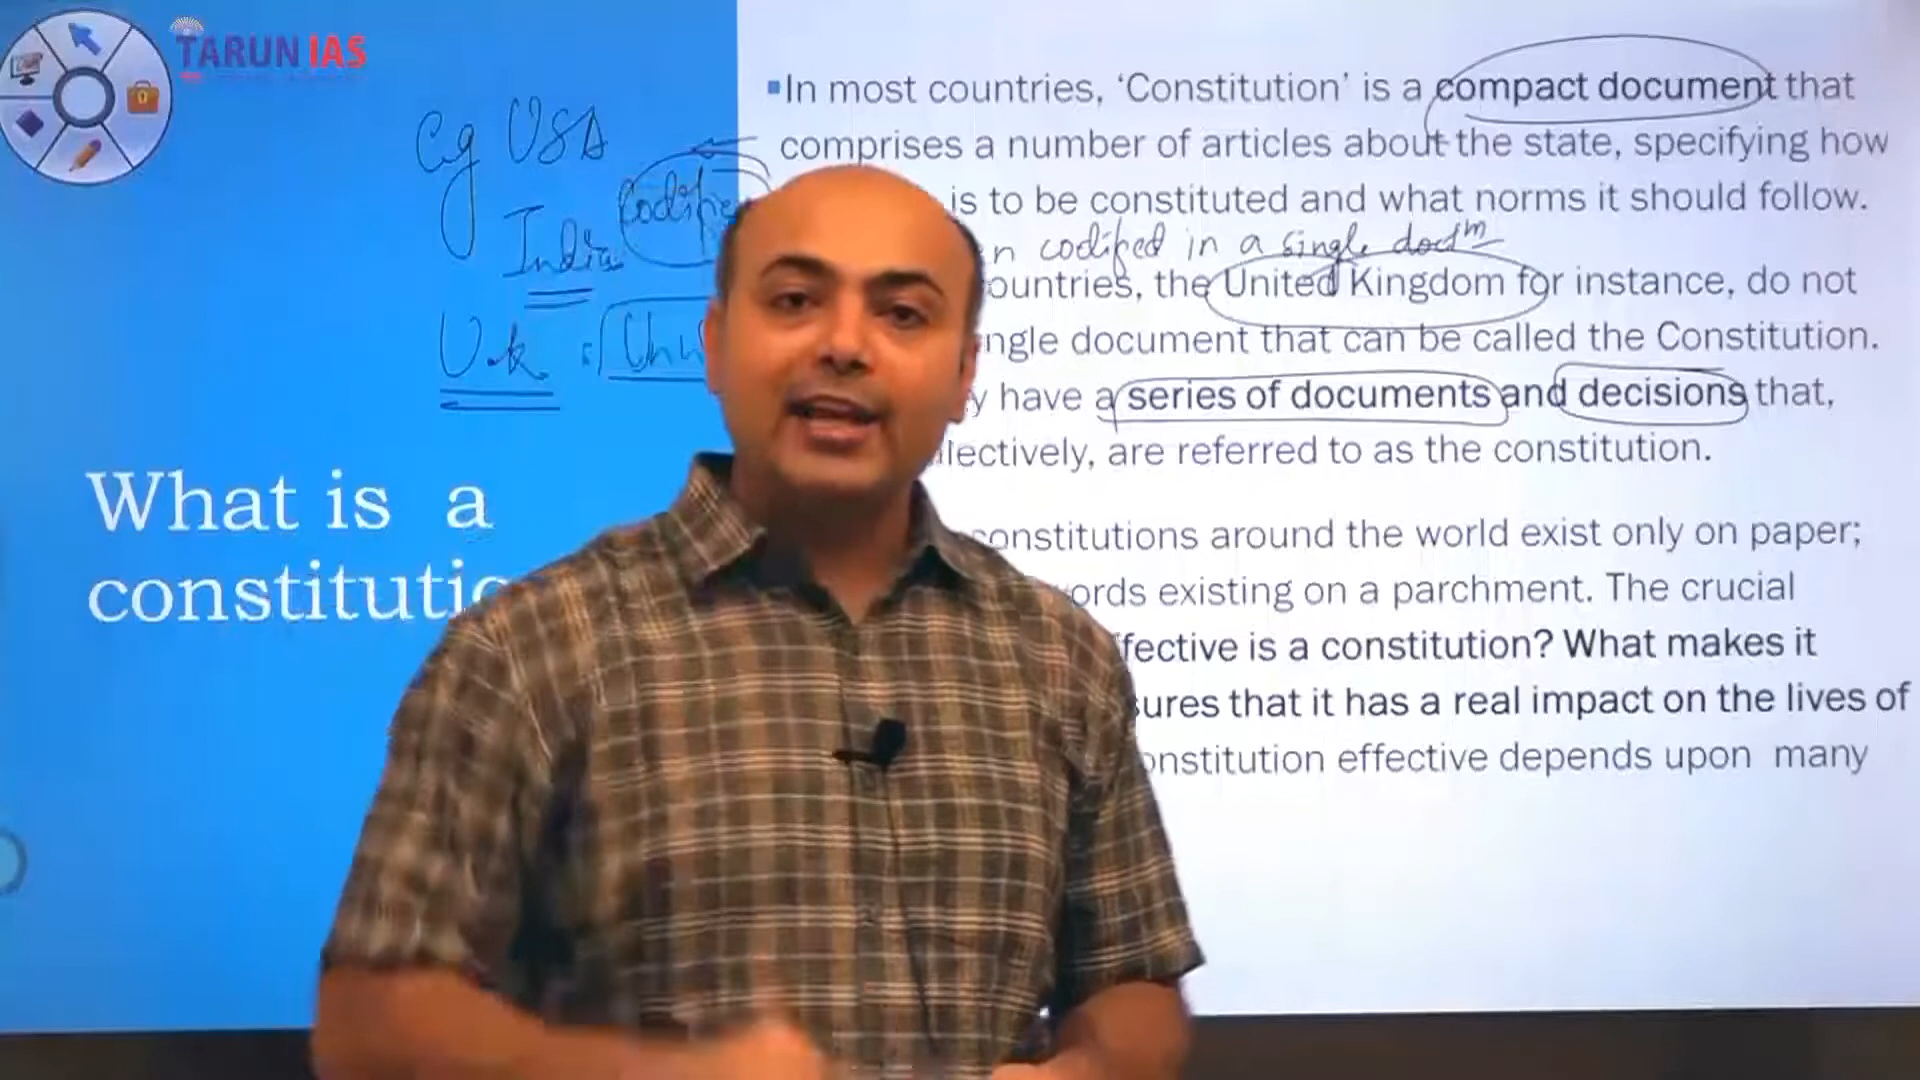 TARUN IAS
Eg USA
India
Codified
U.k :
What is a
▪In most countries, ‘Constitution’ is a compact document that
comprises a number of articles about the state, specifying how
is to be constituted and what norms it should follow.
n codified in a single docm
ountries, the United Kingdom for instance, do not
ngle document that can be called the Constitution.
y have a series of documents and decisions that,
lectively, are referred to as the constitution.
constitutions around the world exist only on paper;
ords existing on a parchment. The crucial
fective is a constitution? What makes it
sures that it has a real impact on the lives of
onstitution effective depends upon many
constitutio